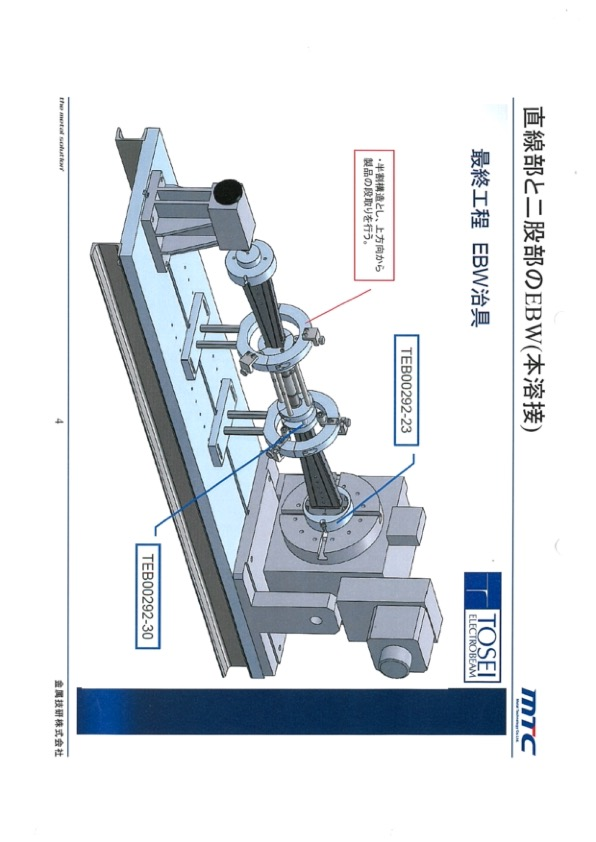 直線部と二股部のEBW(本溶接)
MTC
最終工程　EBW治具
TOSEI
ELECTROBEAM
・半割構造とし、上方向から
製品の段取りを行う。
TEB00292-23
TEB00292-30
the metal solution!
4
金属技研株式会社